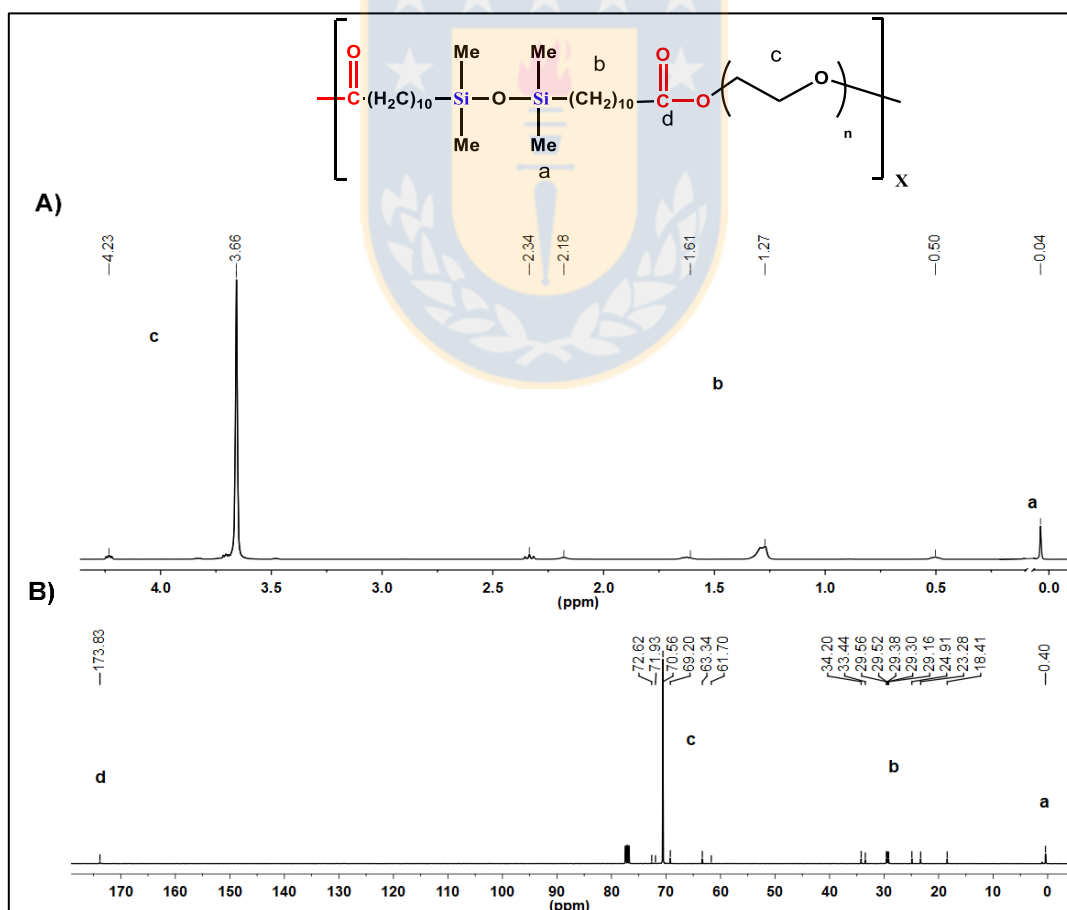 O Me Me O
b c
C (H₂C)₁₀ Si O Si (CH₂)₁₀ C O O
d n
Me Me
a X
A)
4.23 3.66 2.34 2.18 1.61 1.27 0.50 0.04
c
b
a
4.0 3.5 3.0 2.5 2.0 1.5 1.0 0.5 0.0
(ppm)
B)
173.83 72.62 71.93 70.56 69.20 63.34 61.70 34.20 33.44 29.56 29.52 29.38 29.30 29.16 24.91 23.28 18.41 0.40
c
d b
a
170 160 150 140 130 120 110 100 90 80 70 60 50 40 30 20 10 0
(ppm)